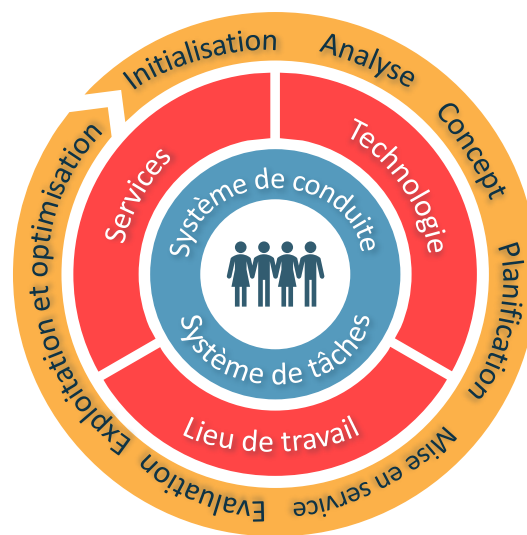 Initialisation
Analyse
Concept
Planification
Mise en service
Evaluation
Exploitation et optimisation
Services
Technologie
Lieu de travail
Système de conduite
Système de tâches